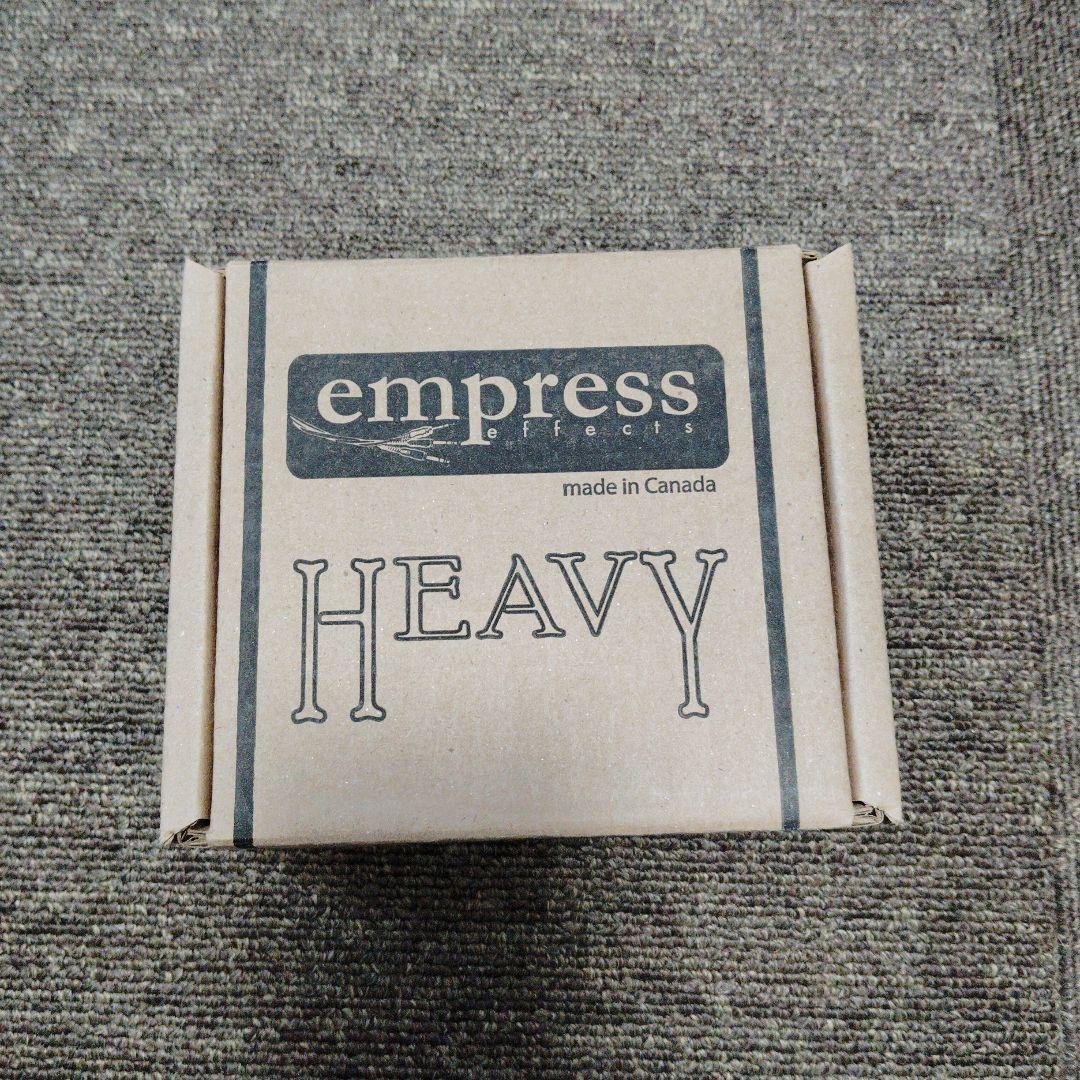 empress
effects
made in Canada
HEAVY